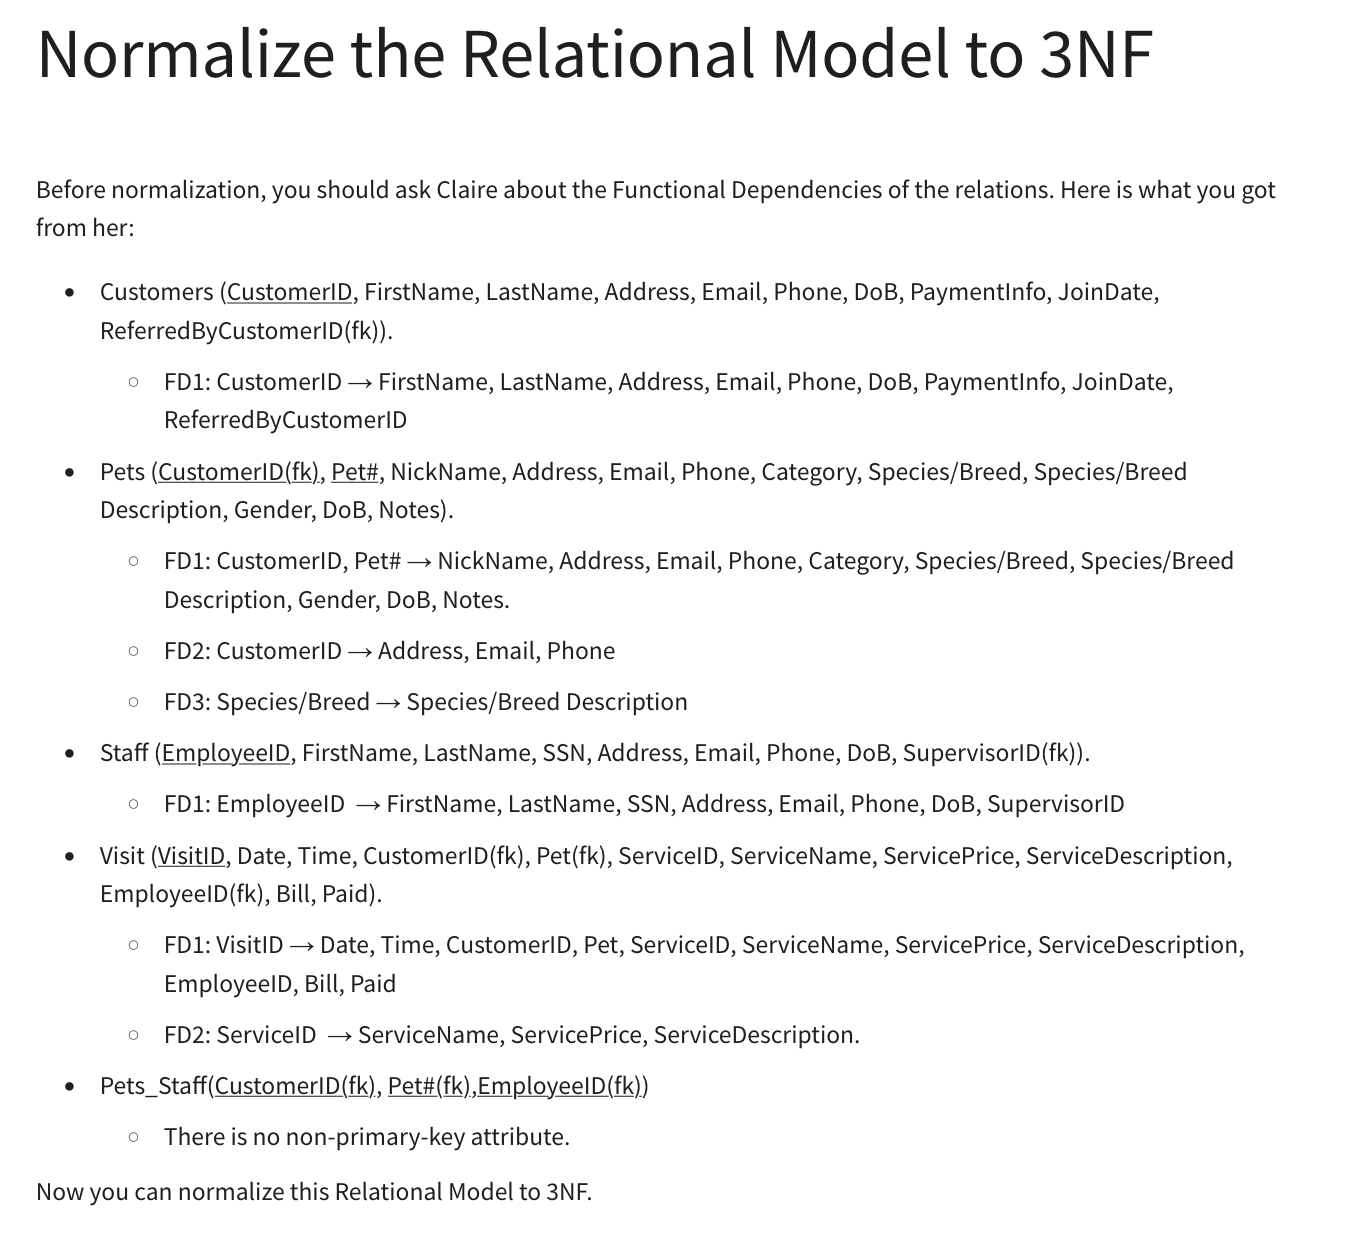 Normalize the Relational Model to 3NF
Before normalization, you should ask Claire about the Functional Dependencies of the relations. Here is what you got
from her:
• Customers (CustomerID, FirstName, LastName, Address, Email, Phone, DoB, PaymentInfo, JoinDate,
ReferredByCustomerID(fk)).
○ FD1: CustomerID → FirstName, LastName, Address, Email, Phone, DoB, PaymentInfo, JoinDate,
ReferredByCustomerID
• Pets (CustomerID(fk), Pet#, NickName, Address, Email, Phone, Category, Species/Breed, Species/Breed
Description, Gender, DoB, Notes).
○ FD1: CustomerID, Pet# → NickName, Address, Email, Phone, Category, Species/Breed, Species/Breed
Description, Gender, DoB, Notes.
○ FD2: CustomerID → Address, Email, Phone
○ FD3: Species/Breed → Species/Breed Description
• Staff (EmployeeID, FirstName, LastName, SSN, Address, Email, Phone, DoB, SupervisorID(fk)).
○ FD1: EmployeeID → FirstName, LastName, SSN, Address, Email, Phone, DoB, SupervisorID
• Visit (VisitID, Date, Time, CustomerID(fk), Pet(fk), ServiceID, ServiceName, ServicePrice, ServiceDescription,
EmployeeID(fk), Bill, Paid).
○ FD1: VisitID → Date, Time, CustomerID, Pet, ServiceID, ServiceName, ServicePrice, ServiceDescription,
EmployeeID, Bill, Paid
○ FD2: ServiceID → ServiceName, ServicePrice, ServiceDescription.
• Pets_Staff(CustomerID(fk), Pet#(fk),EmployeeID(fk))
○ There is no non-primary-key attribute.
Now you can normalize this Relational Model to 3NF.